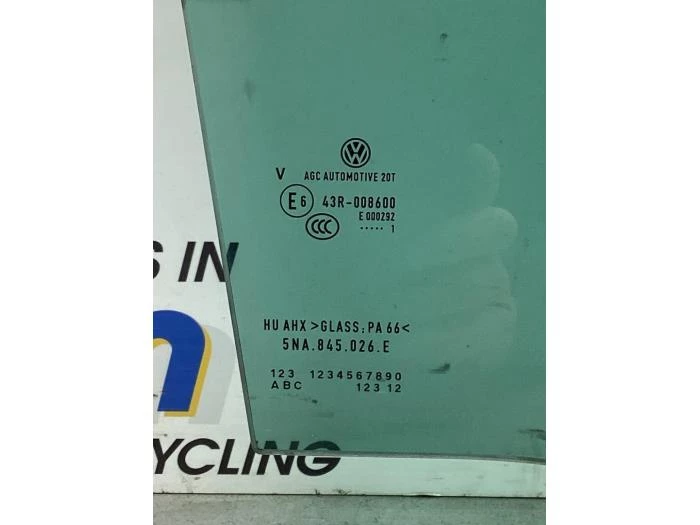 VW
V AGC AUTOMOTIVE 20T
E6 43R-008600
E 000292
CCC ..... 1
S IN
HU AHX >GLASS;PA 66<
5NA.845.026.E
123 1234567890
ABC 123 12
YCLING